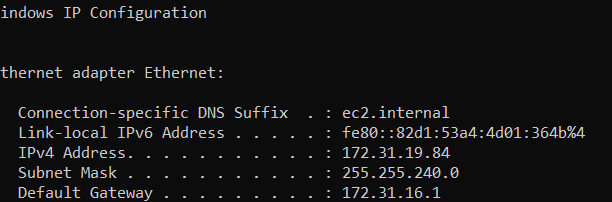 indows IP Configuration
thernet adapter Ethernet:
Connection-specific DNS Suffix  . : ec2.internal
Link-local IPv6 Address . . . . . : fe80::82d1:53a4:4d01:364b%4
IPv4 Address. . . . . . . . . . . : 172.31.19.84
Subnet Mask . . . . . . . . . . . : 255.255.240.0
Default Gateway . . . . . . . . . : 172.31.16.1